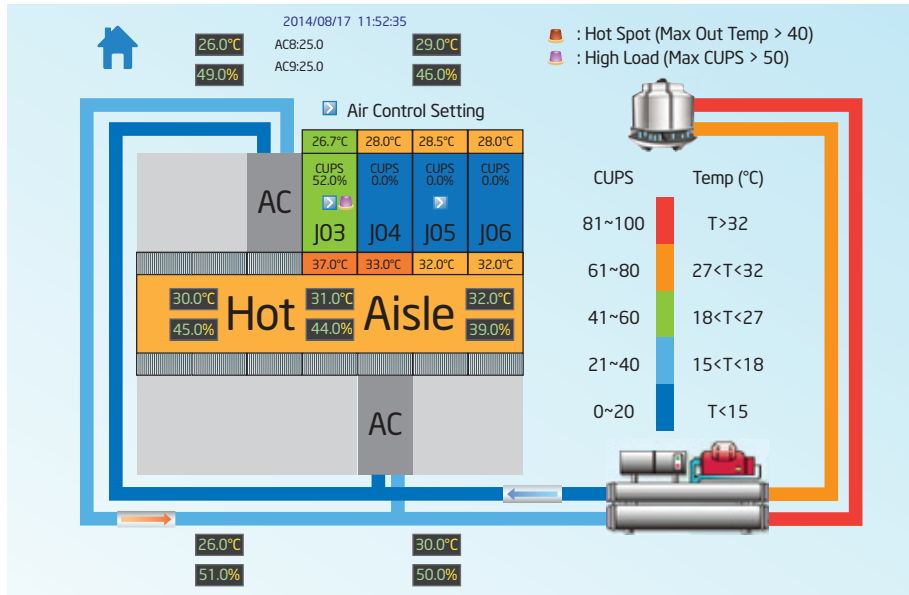 2014/08/17 11:52:35
26.0°C
AC8:25.0
29.0°C
49.0%
AC9:25.0
46.0%
: Hot Spot (Max Out Temp > 40)
: High Load (Max CUPS > 50)
Air Control Setting
26.7°C 28.0°C 28.5°C 28.0°C
CUPS CUPS CUPS CUPS
52.0% 0.0% 0.0% 0.0%
AC
J03 J04 J05 J06
37.0°C 33.0°C 32.0°C 32.0°C
30.0°C 31.0°C 32.0°C
Hot Aisle
45.0% 44.0% 39.0%
AC
CUPS Temp (°C)
81~100 T>32
61~80 27<T<32
41~60 18<T<27
21~40 15<T<18
0~20 T<15
26.0°C 30.0°C
51.0% 50.0%